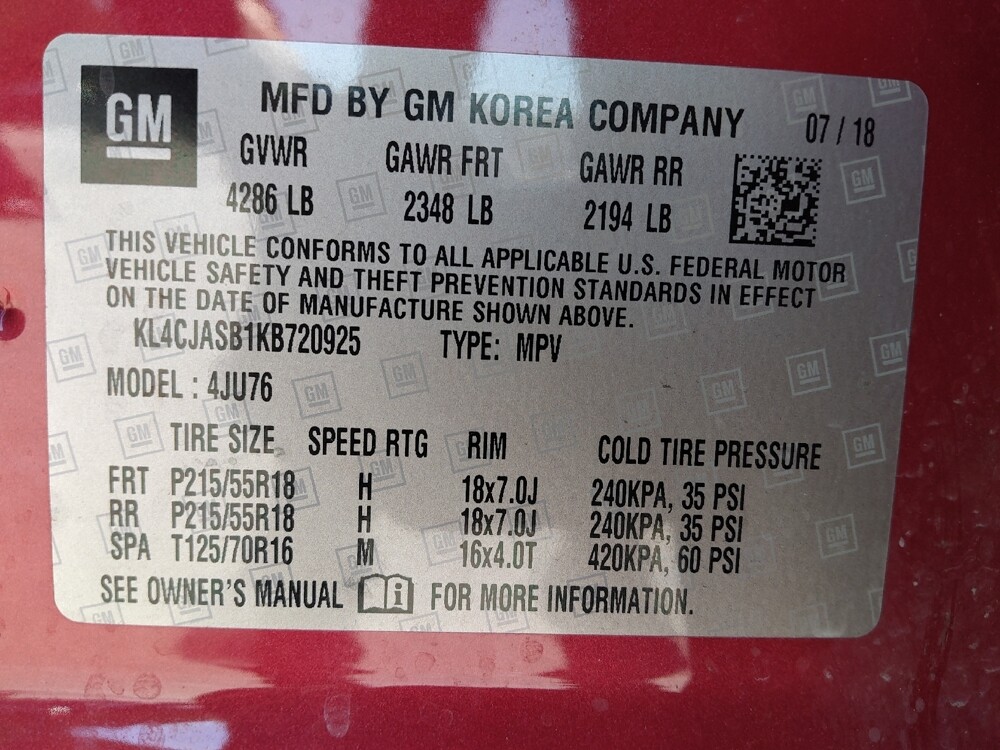 GM
MFD BY GM KOREA COMPANY 07 / 18
GVWR GAWR FRT GAWR RR
4286 LB 2348 LB 2194 LB
THIS VEHICLE CONFORMS TO ALL APPLICABLE U.S. FEDERAL MOTOR
VEHICLE SAFETY AND THEFT PREVENTION STANDARDS IN EFFECT
ON THE DATE OF MANUFACTURE SHOWN ABOVE.
KL4CJASB1KB720925 TYPE: MPV
MODEL : 4JU76
TIRE SIZE SPEED RTG RIM COLD TIRE PRESSURE
FRT P215/55R18 H 18x7.0J 240KPA, 35 PSI
RR P215/55R18 H 18x7.0J 240KPA, 35 PSI
SPA T125/70R16 M 16x4.0T 420KPA, 60 PSI
SEE OWNER'S MANUAL i FOR MORE INFORMATION.